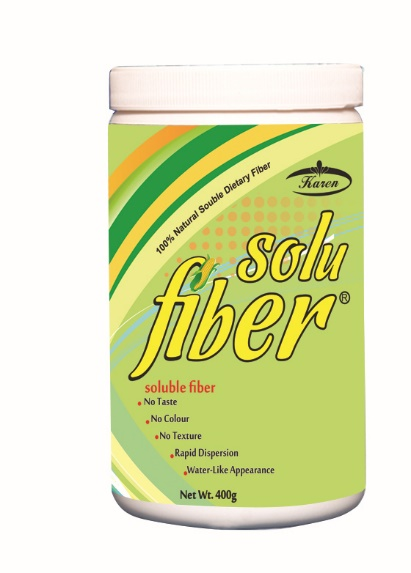 Karen
100% Natural Souble Dietary Fiber
solu
fiber®
soluble fiber
No Taste
No Colour
No Texture
Rapid Dispersion
Water-Like Appearance
Net Wt. 400g